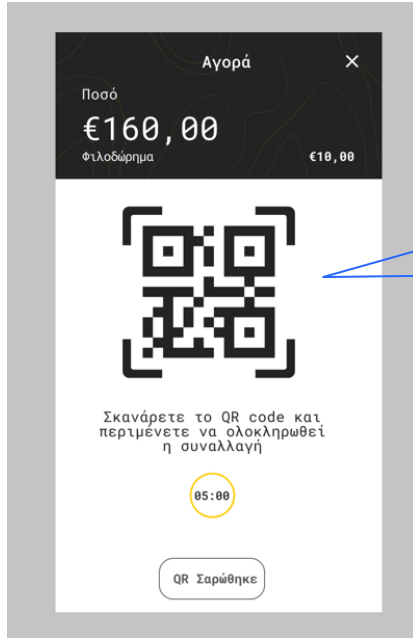 Αγορά
Ποσό
€160,00
Φιλοδώρημα €10,00
Σκανάρετε το QR code και
περιμένετε να ολοκληρωθεί
η συναλλαγή
05:00
QR Σαρώθηκε